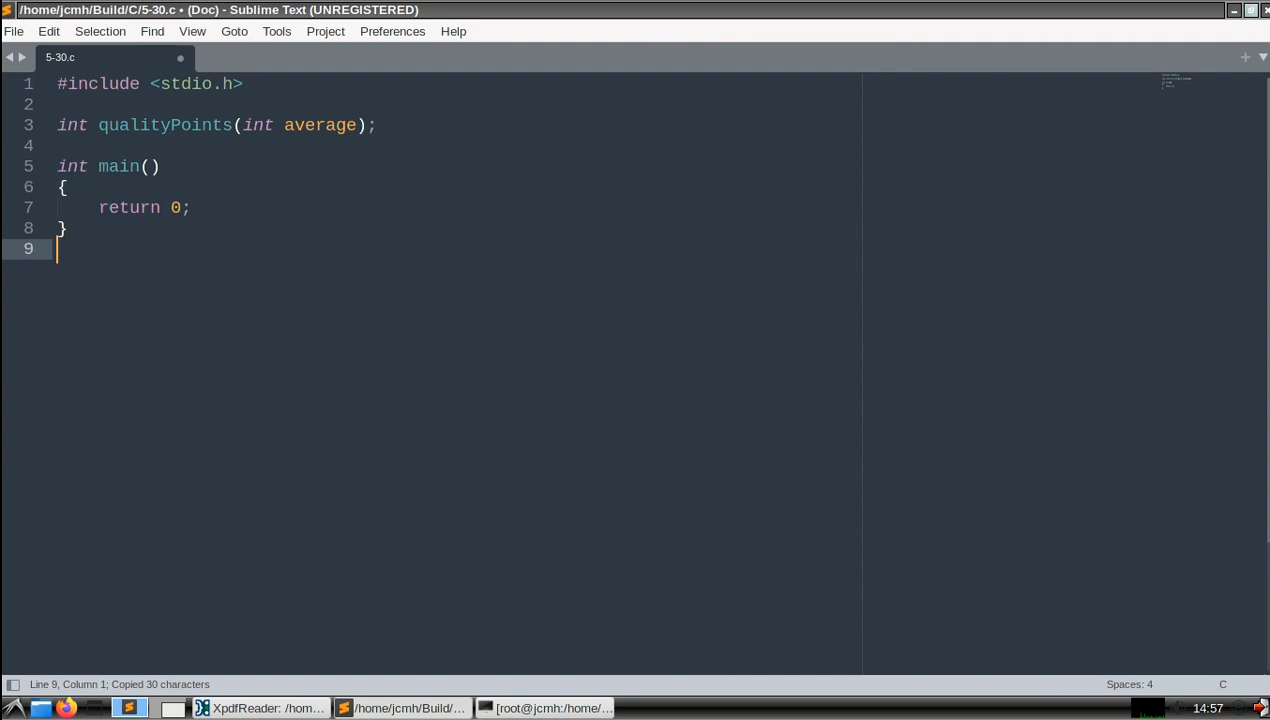 /home/jcmh/Build/C/5-30.c • (Doc) - Sublime Text (UNREGISTERED)
File Edit Selection Find View Goto Tools Project Preferences Help
5-30.c
1 #include <stdio.h>
2
3 int qualityPoints(int average);
4
5 int main()
6 {
7 return 0;
8 }
9
Line 9, Column 1; Copied 30 characters Spaces: 4 C
XpdfReader: /hom... /home/jcmh/Build/... [root@jcmh:/home/... 14:57